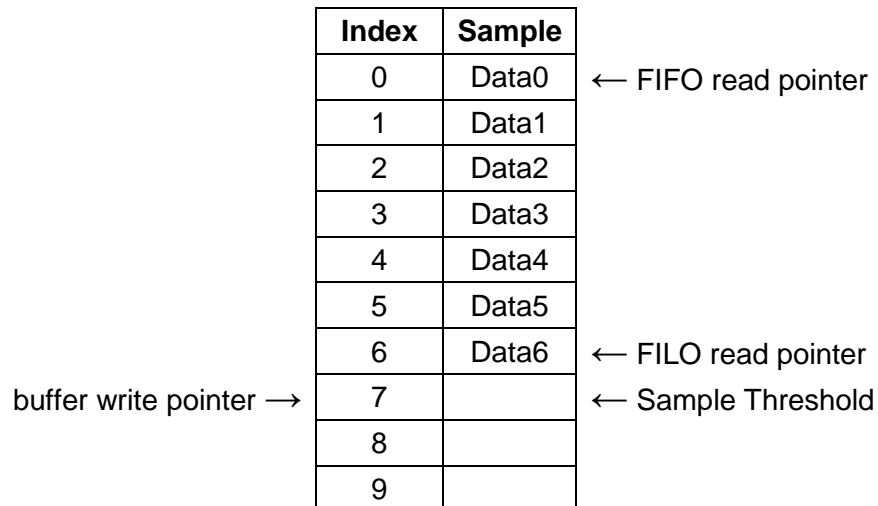 Index Sample
0 Data0 ← FIFO read pointer
1 Data1
2 Data2
3 Data3
4 Data4
5 Data5
6 Data6 ← FILO read pointer
buffer write pointer → 7 ← Sample Threshold
8
9